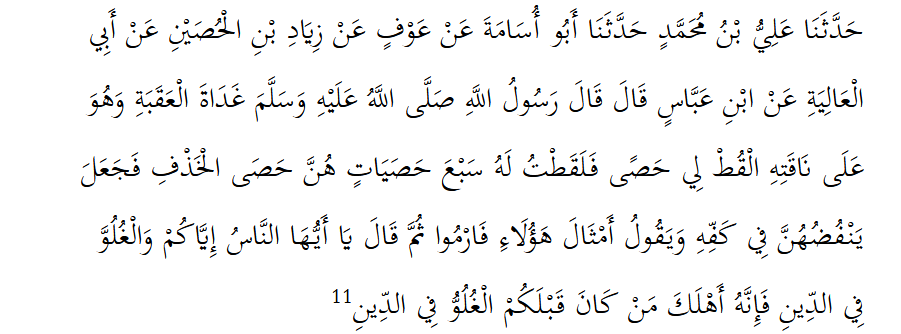 حَدَّثَنَا عَلِيُّ بْنُ مُحَمَّدٍ حَدَّثَنَا أَبُو أُسَامَةَ عَنْ عَوْفٍ عَنْ زِيَادِ بْنِ الْحُصَيْنِ عَنْ أَبِي
الْعَالِيَةِ عَنْ ابْنِ عَبَّاسٍ قَالَ قَالَ رَسُولُ اللَّهِ صَلَّى اللَّهُ عَلَيْهِ وَسَلَّمَ غَدَاةَ الْعَقَبَةِ وَهُوَ
عَلَى نَاقَتِهِ الْقُطْ لِي حَصًى فَلَقَطْتُ لَهُ سَبْعَ حَصَيَاتٍ هُنَّ حَصَى الْخَذْفِ فَجَعَلَ
يَنْفُضُهُنَّ فِي كَفِّهِ وَيَقُولُ أَمْثَالَ هَؤُلَاءِ فَارْمُوا ثُمَّ قَالَ يَا أَيُّهَا النَّاسُ إِيَّاكُمْ وَالْغُلُوَّ
فِي الدِّينِ فَإِنَّهُ أَهْلَكَ مَنْ كَانَ قَبْلَكُمْ الْغُلُوُّ فِي الدِّينِ11